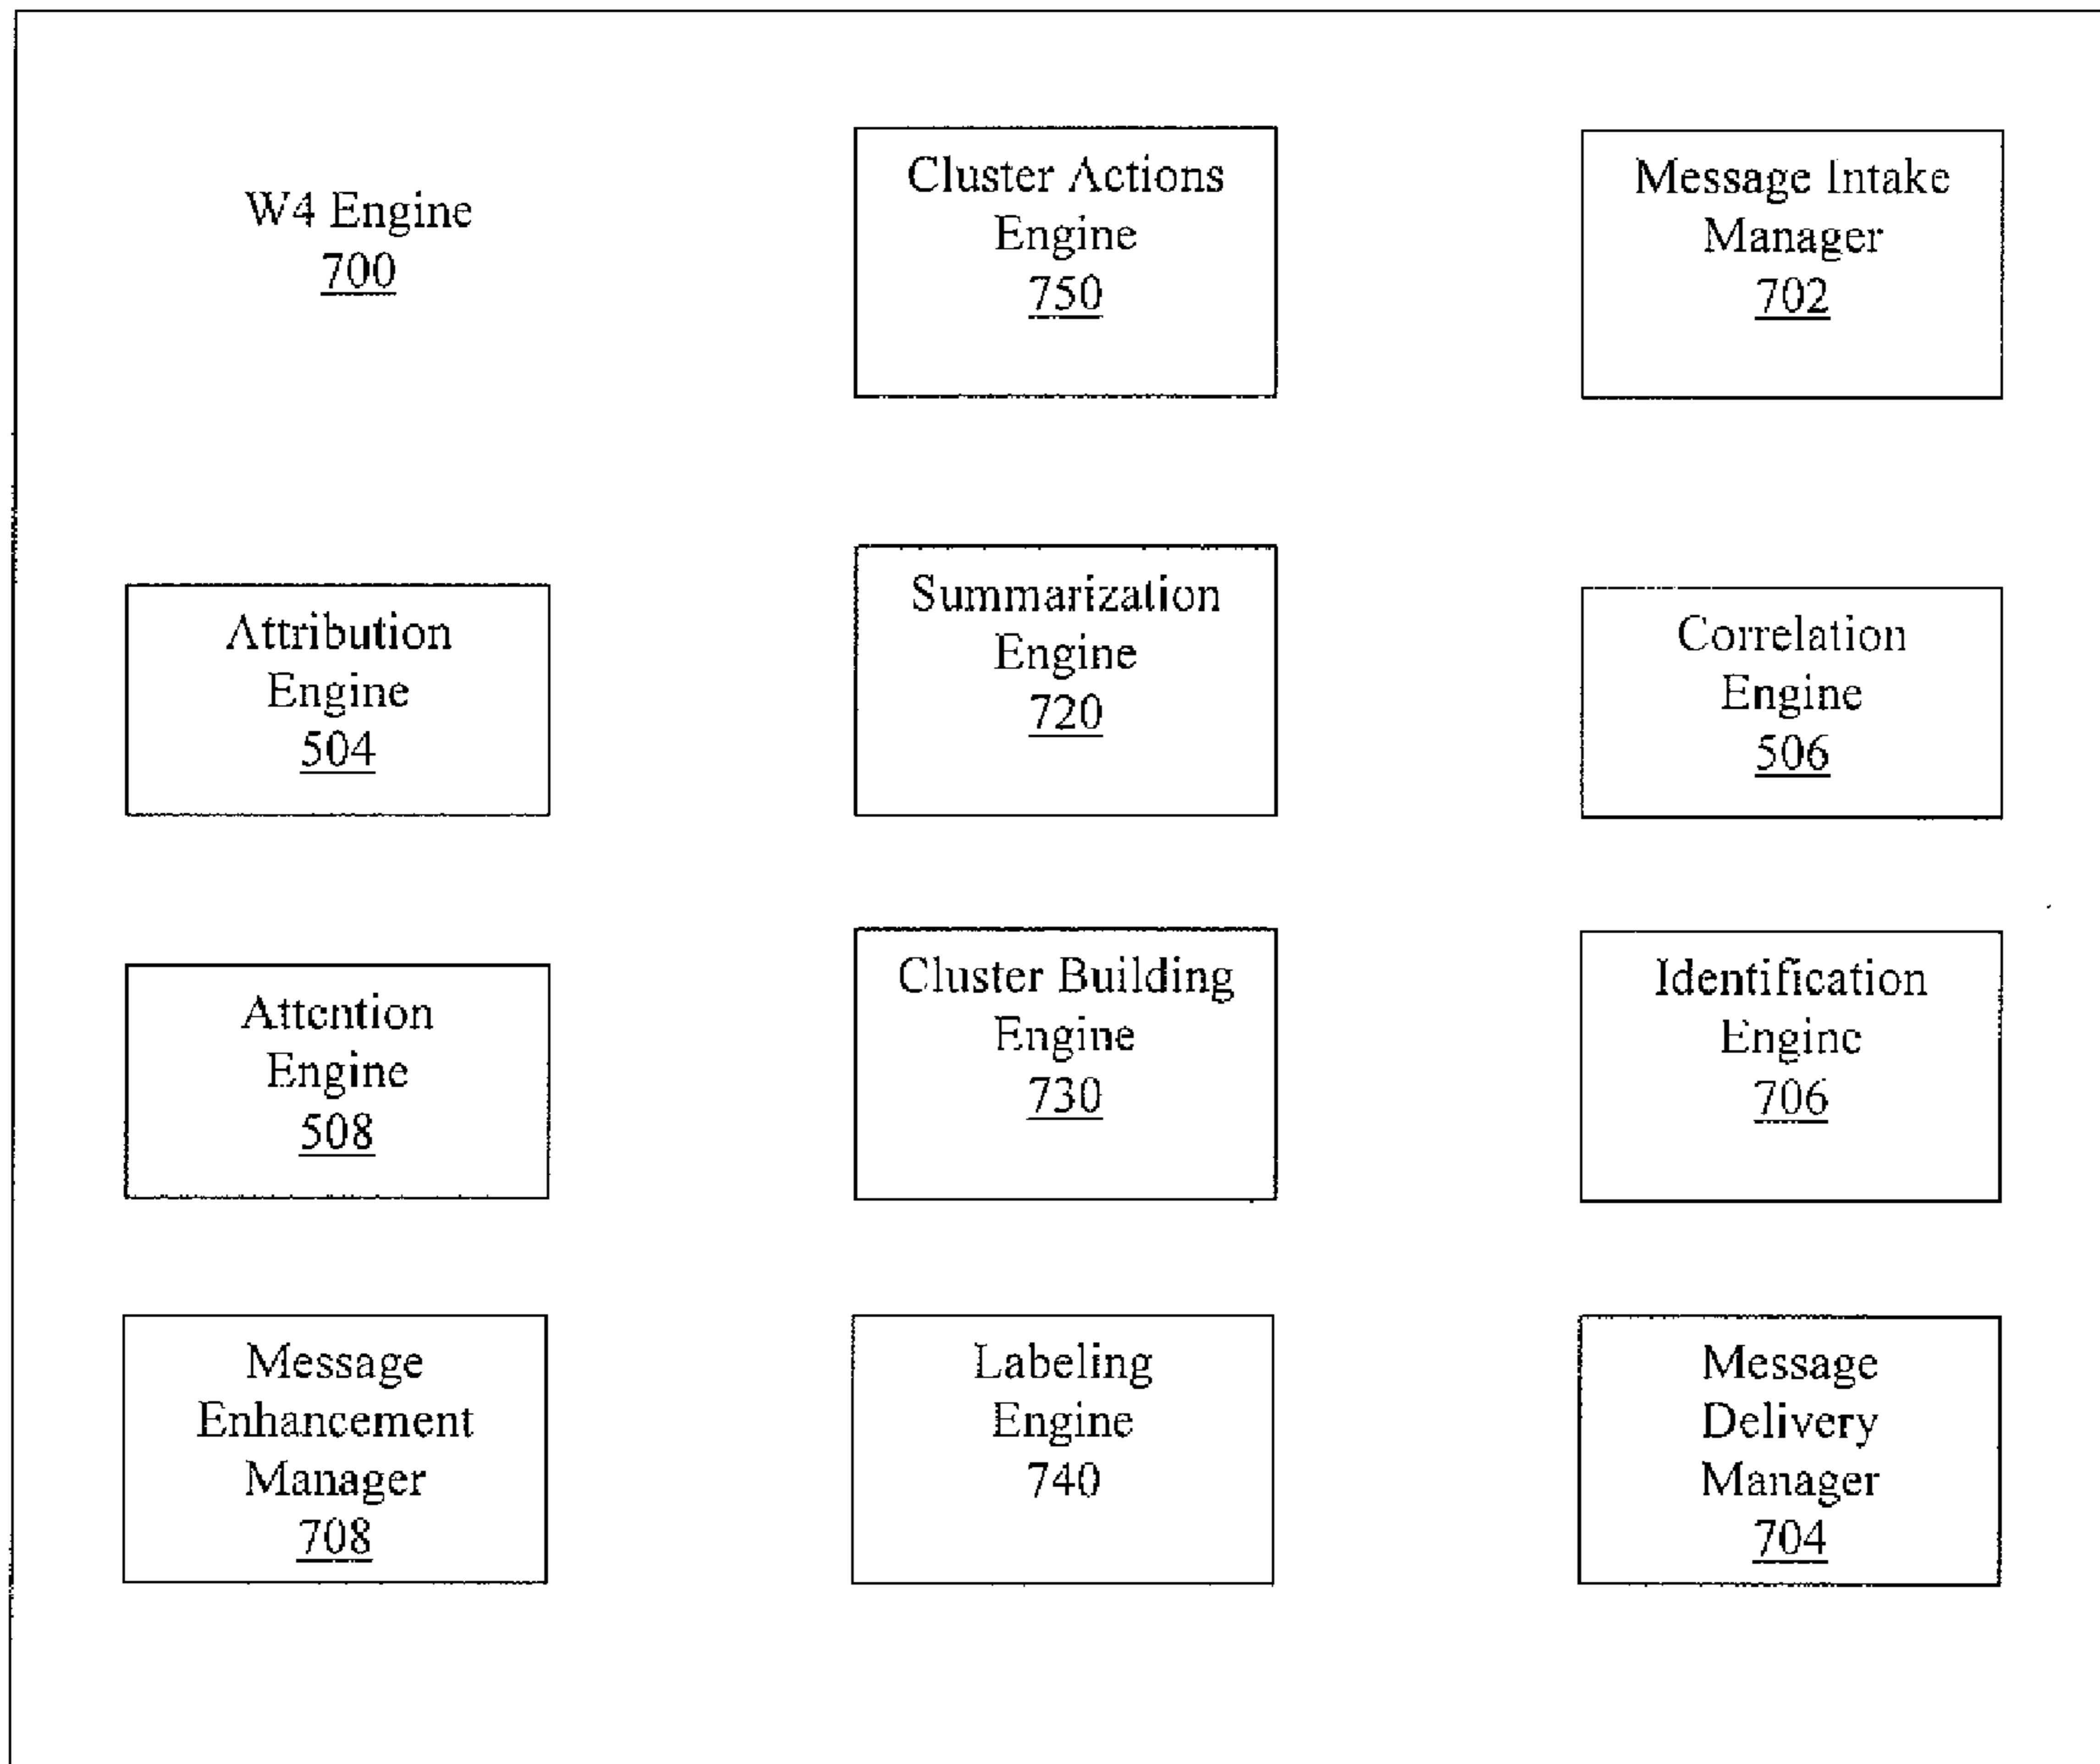 W4 Engine
700
Cluster Actions
Engine
750
Message Intake
Manager
702
Attribution
Engine
504
Summarization
Engine
720
Correlation
Engine
506
Attention
Engine
508
Cluster Building
Engine
730
Identification
Engine
706
Message
Enhancement
Manager
708
Labeling
Engine
740
Message
Delivery
Manager
704